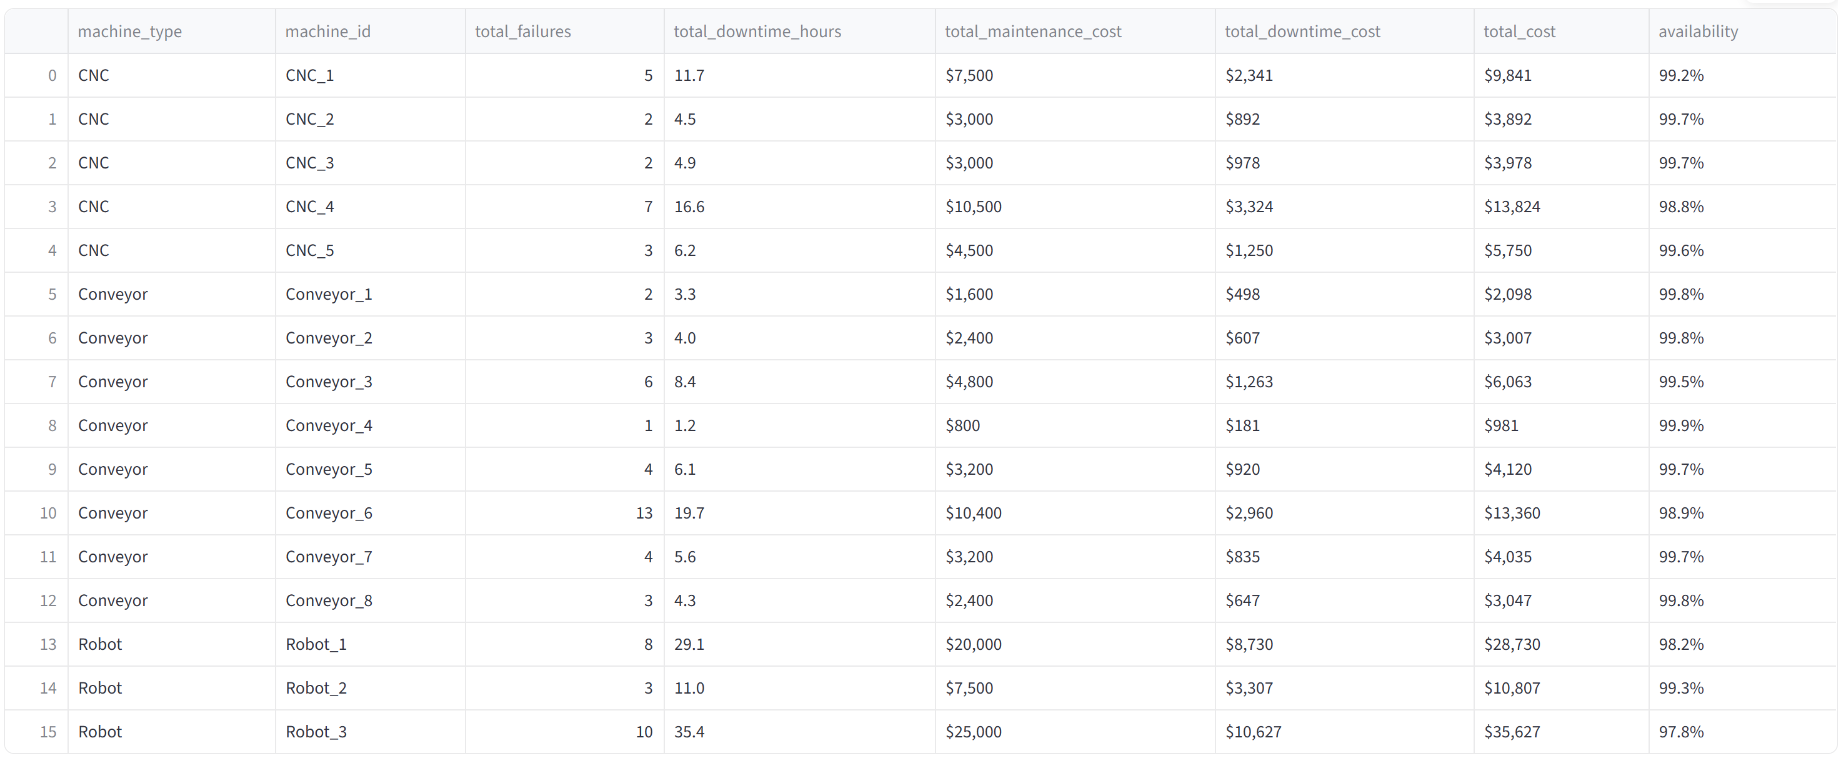 machine_type machine_id total_failures total_downtime_hours total_maintenance_cost total_downtime_cost total_cost availability
0 CNC CNC_1 5 11.7 $7,500 $2,341 $9,841 99.2%
1 CNC CNC_2 2 4.5 $3,000 $892 $3,892 99.7%
2 CNC CNC_3 2 4.9 $3,000 $978 $3,978 99.7%
3 CNC CNC_4 7 16.6 $10,500 $3,324 $13,824 98.8%
4 CNC CNC_5 3 6.2 $4,500 $1,250 $5,750 99.6%
5 Conveyor Conveyor_1 2 3.3 $1,600 $498 $2,098 99.8%
6 Conveyor Conveyor_2 3 4.0 $2,400 $607 $3,007 99.8%
7 Conveyor Conveyor_3 6 8.4 $4,800 $1,263 $6,063 99.5%
8 Conveyor Conveyor_4 1 1.2 $800 $181 $981 99.9%
9 Conveyor Conveyor_5 4 6.1 $3,200 $920 $4,120 99.7%
10 Conveyor Conveyor_6 13 19.7 $10,400 $2,960 $13,360 98.9%
11 Conveyor Conveyor_7 4 5.6 $3,200 $835 $4,035 99.7%
12 Conveyor Conveyor_8 3 4.3 $2,400 $647 $3,047 99.8%
13 Robot Robot_1 8 29.1 $20,000 $8,730 $28,730 98.2%
14 Robot Robot_2 3 11.0 $7,500 $3,307 $10,807 99.3%
15 Robot Robot_3 10 35.4 $25,000 $10,627 $35,627 97.8%